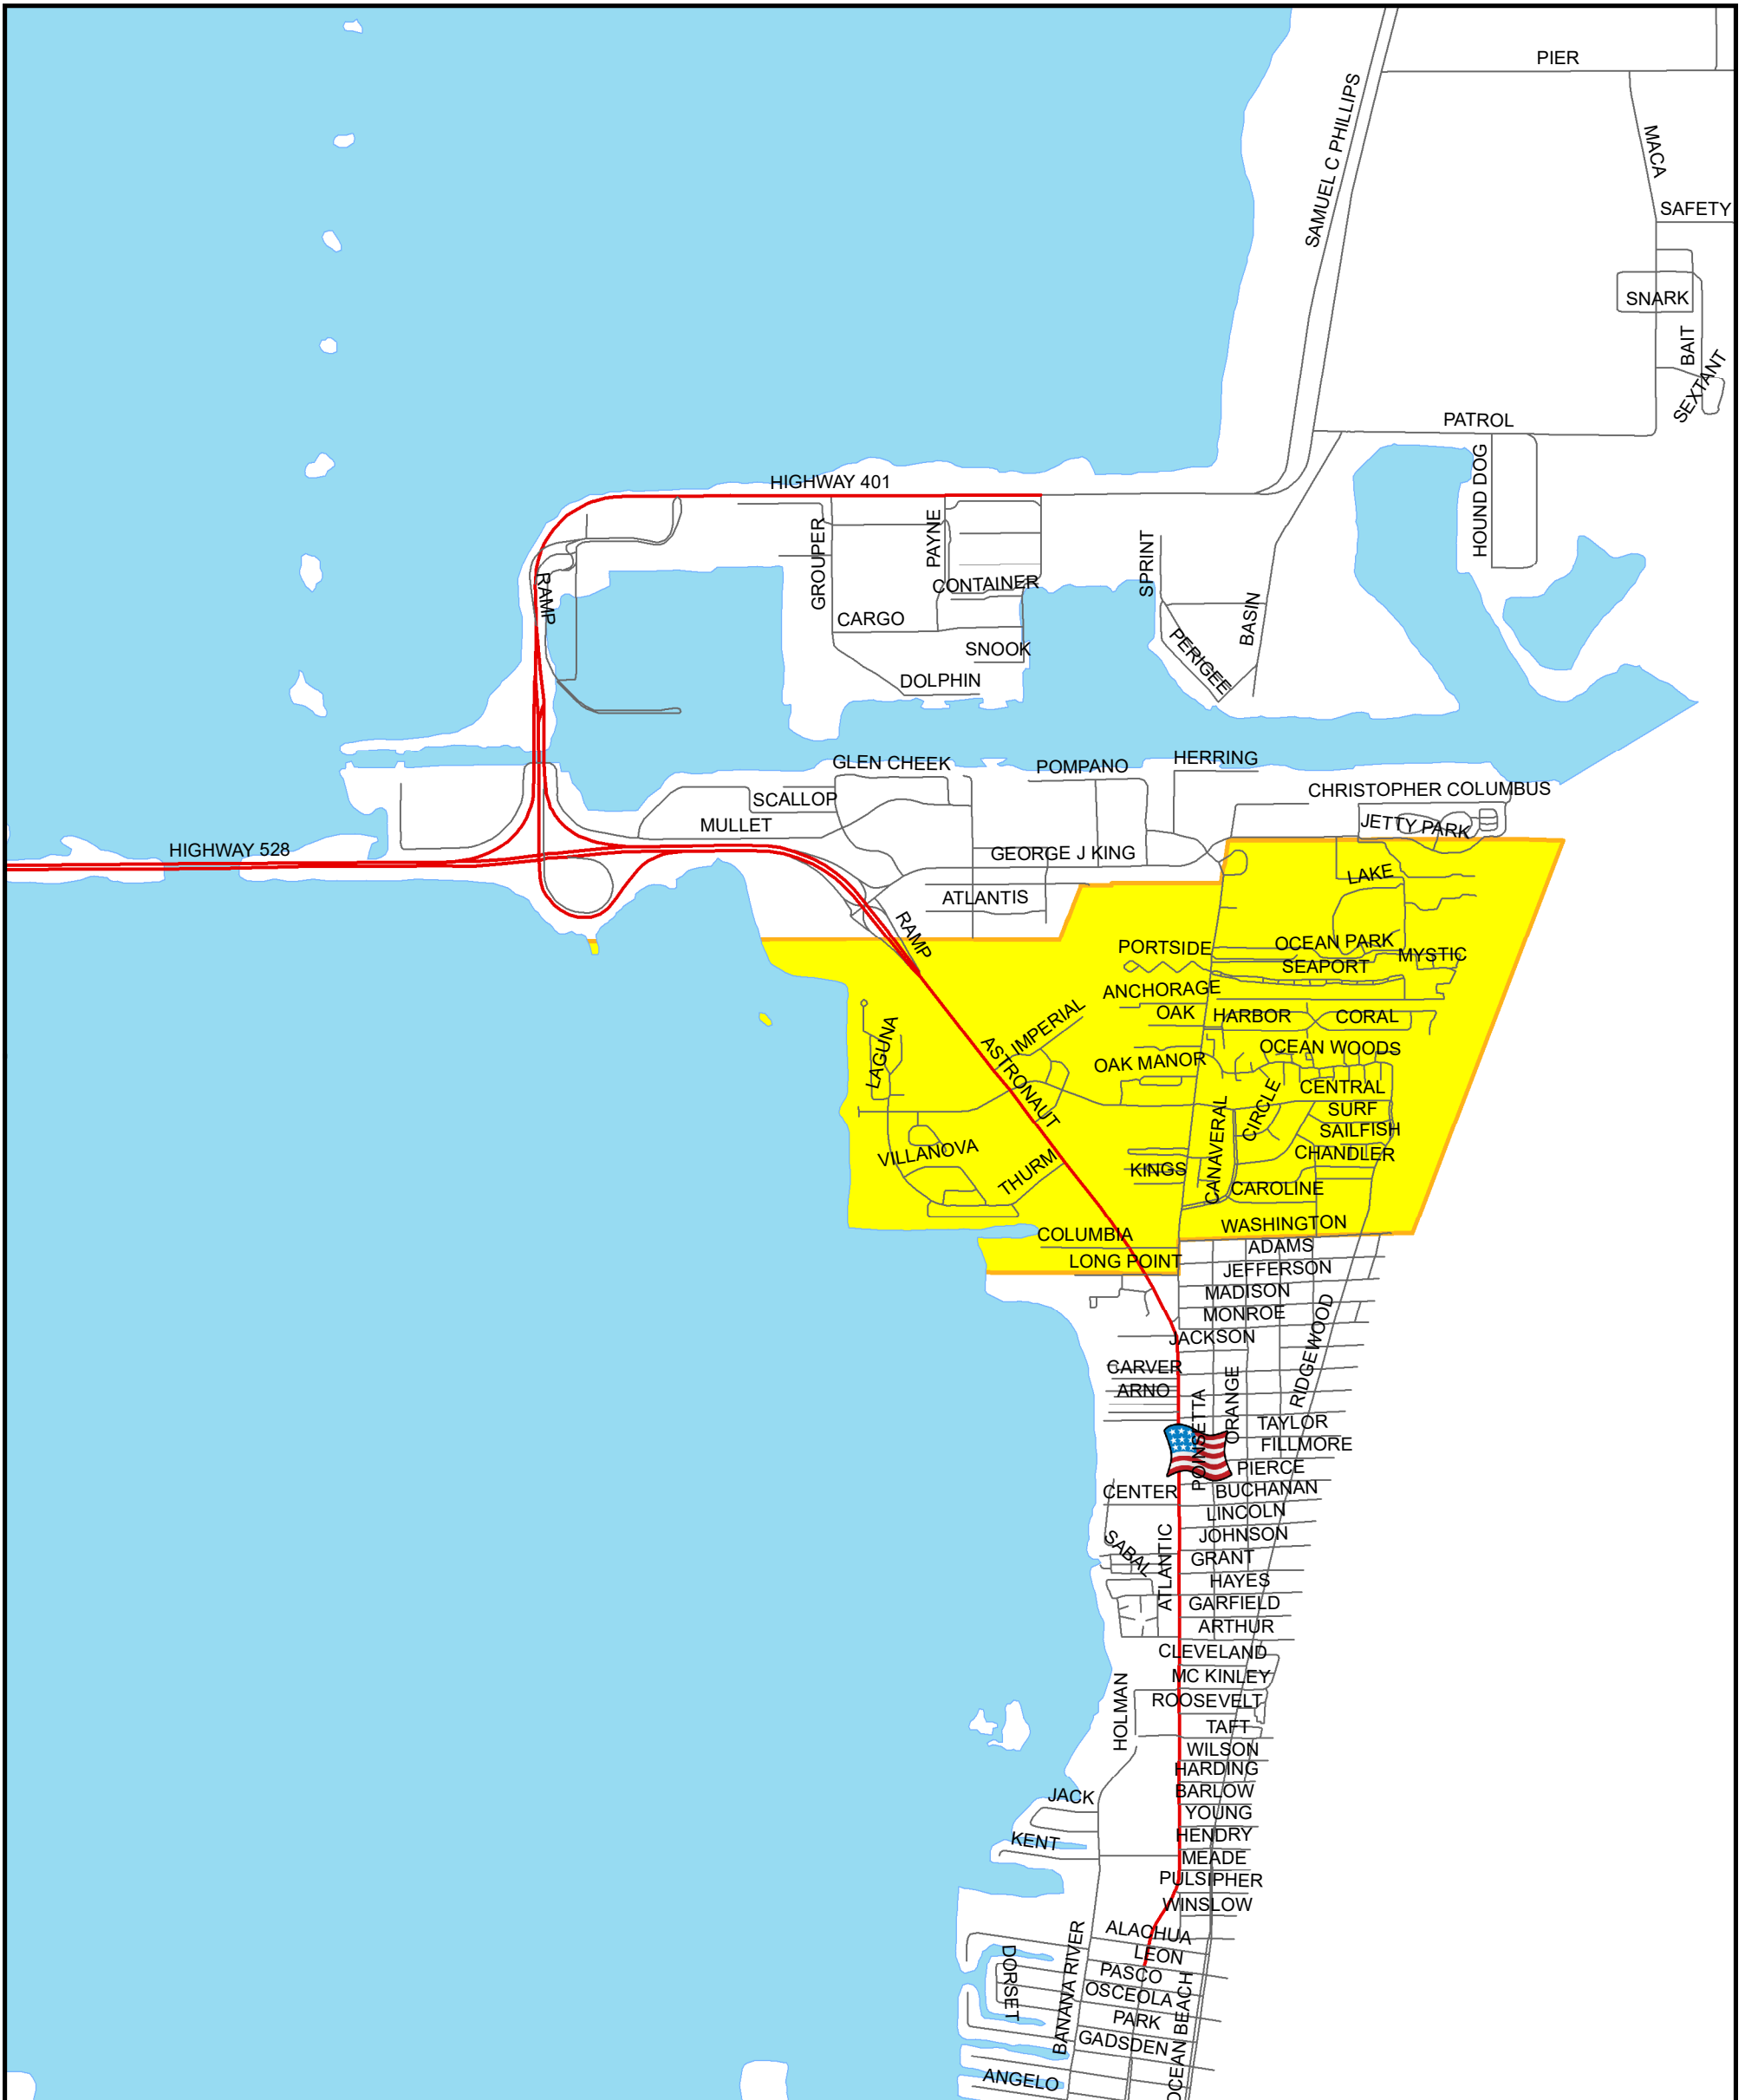 PIER
SAMUEL C PHILLIPS
MACA
SAFETY
SNARK
BAIT
SEXTANT
PATROL
HOUND DOG
HIGHWAY 401
GROUPER
PAYNE
SPRINT
RAMP
CONTAINER
CARGO
BASIN
SNOOK
PERIGEE
DOLPHIN
GLEN CHEEK
POMPANO
HERRING
CHRISTOPHER COLUMBUS
SCALLOP
MULLET
JETTY PARK
HIGHWAY 528
GEORGE J KING
LAKE
ATLANTIS
RAMP
PORTSIDE
OCEAN PARK
MYSTIC
SEAPORT
ANCHORAGE
OAK
HARBOR
CORAL
IMPERIAL
LAGUNA
ASTRONAUT
OCEAN WOODS
OAK MANOR
CENTRAL
CIRCLE
SURF
SAILFISH
CANAVERAL
CHANDLER
VILLANOVA
THURM
KINGS
CAROLINE
WASHINGTON
COLUMBIA
ADAMS
LONG POINT
JEFFERSON
MADISON
MONROE
RIDGEWOOD
JACKSON
CARVER
ARNO
POINSETTA
ORANGE
TAYLOR
FILLMORE
PIERCE
CENTER
BUCHANAN
LINCOLN
JOHNSON
SABAL
ATLANTIC
GRANT
HAYES
GARFIELD
ARTHUR
CLEVELAND
MC KINLEY
HOLMAN
ROOSEVELT
TAFT
WILSON
HARDING
BARLOW
JACK
YOUNG
HENDRY
KENT
MEADE
PULSIPHER
WINSLOW
ALACHUA
LEON
DORSET
BANANA RIVER
PASCO
OSCEOLA
OCEAN BEACH
PARK
GADSDEN
ANGELO